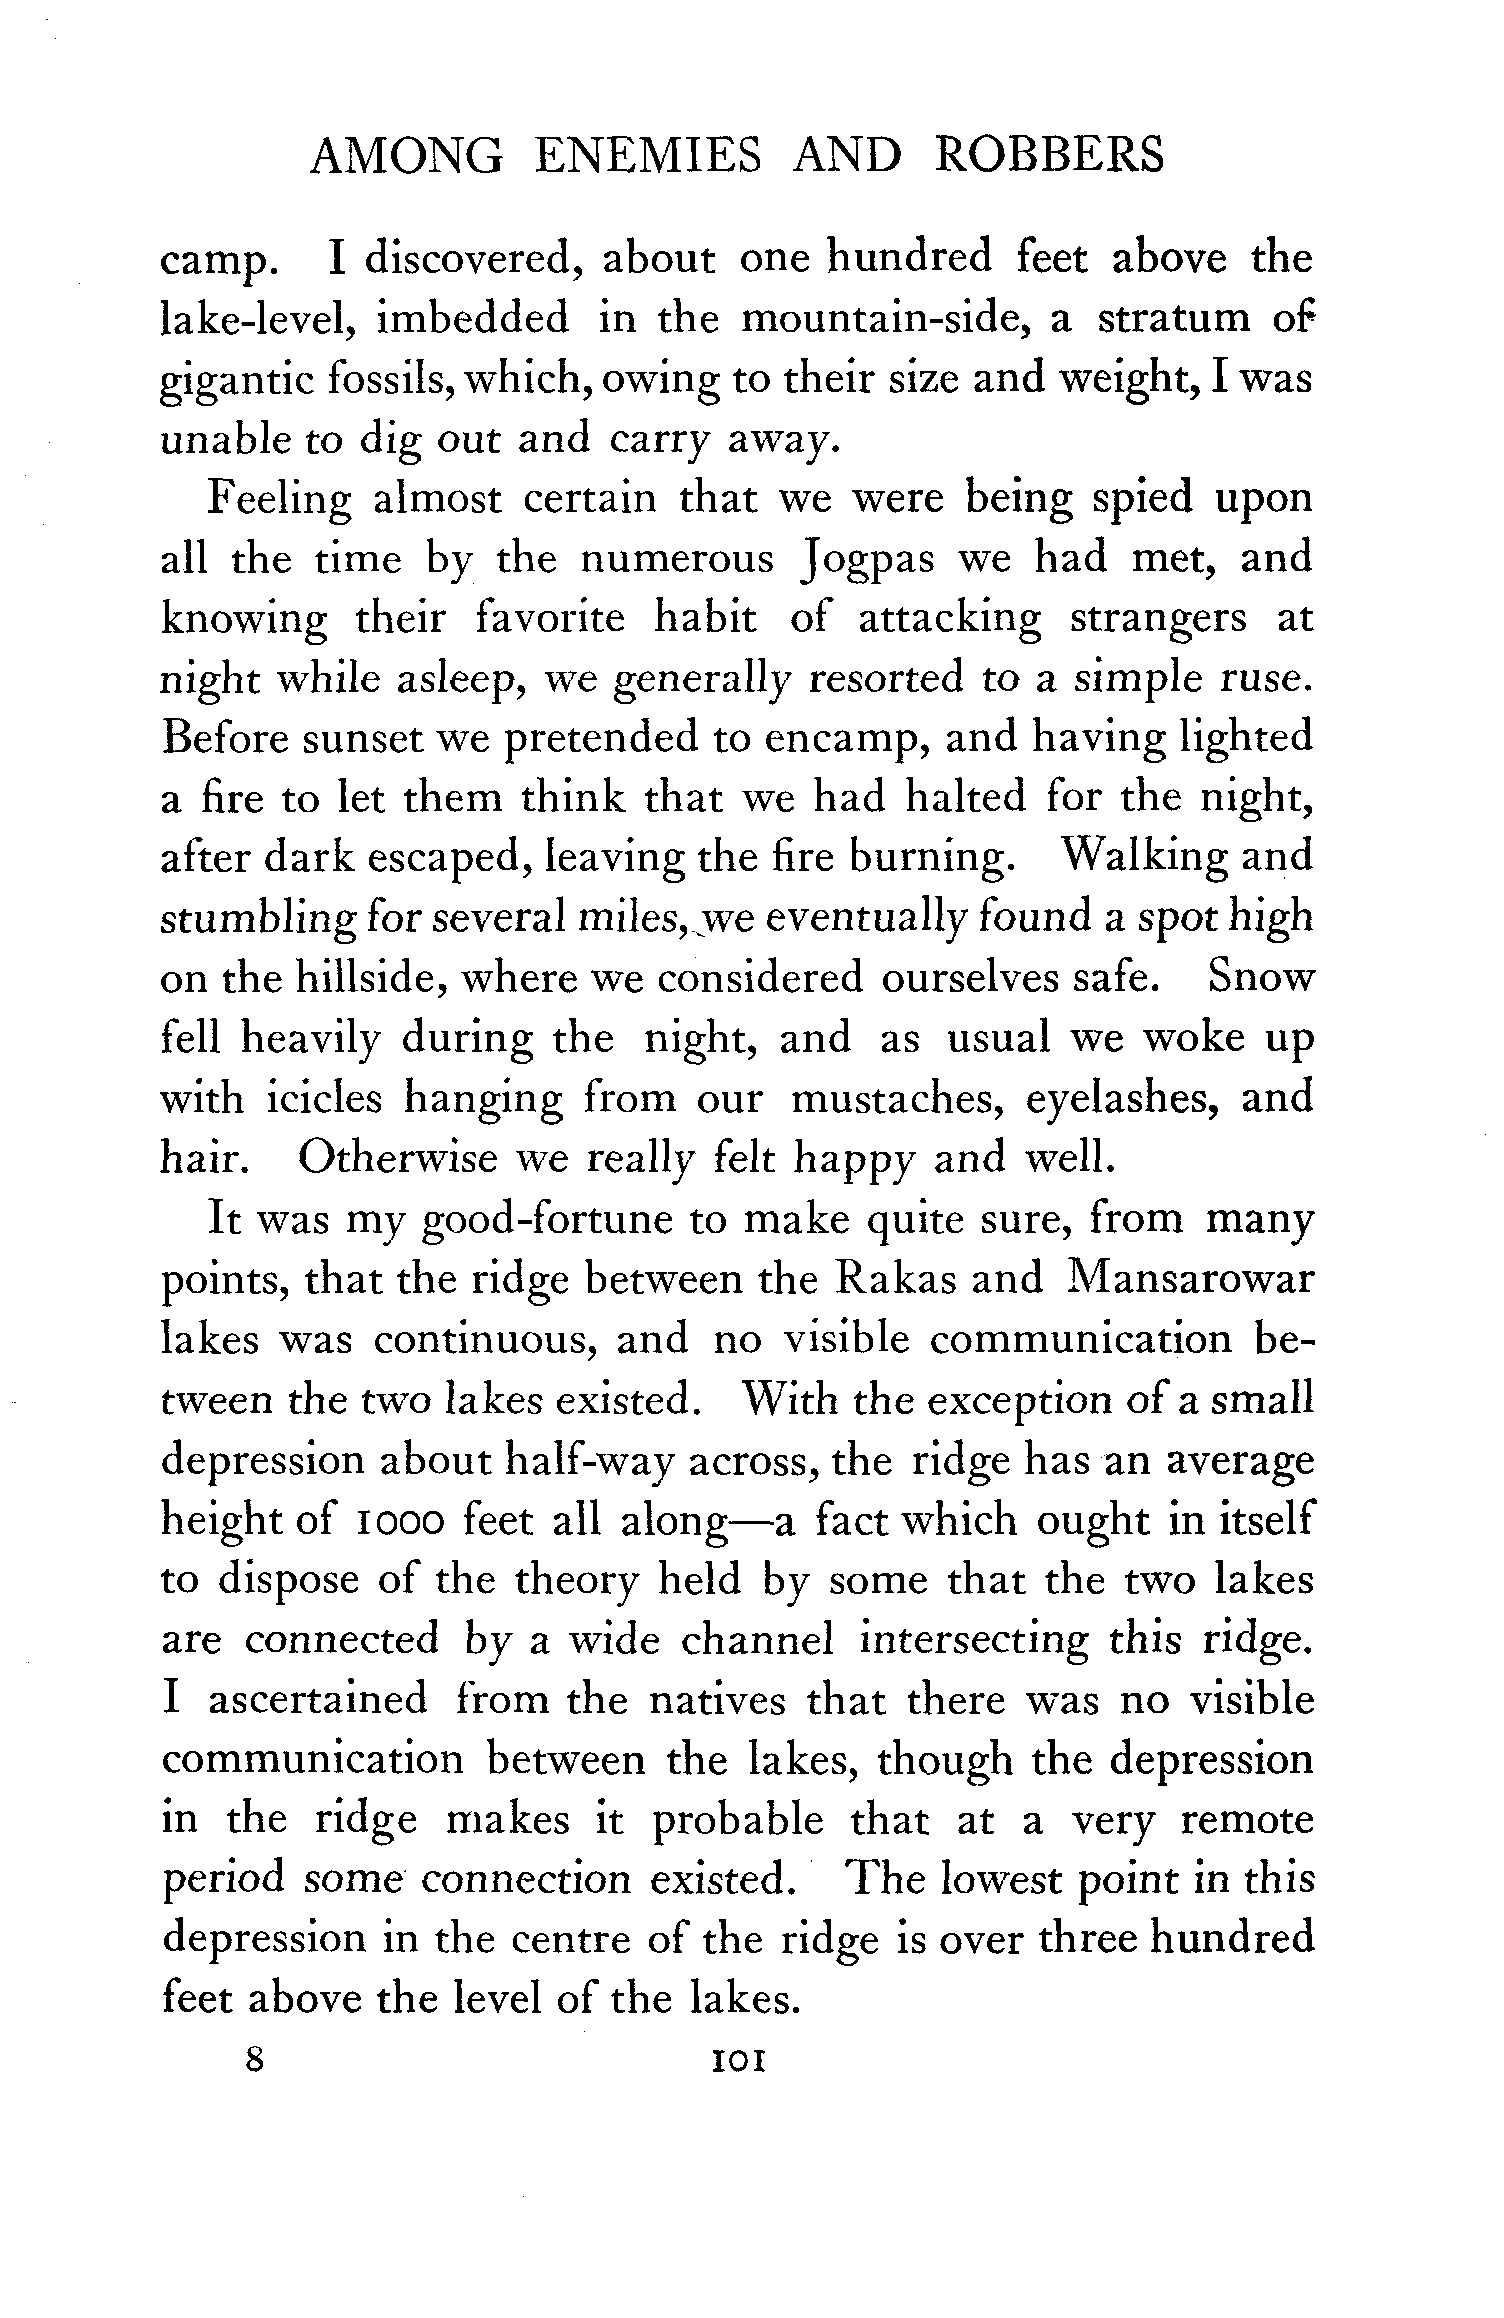 AMONG ENEMIES AND ROBBERS
camp. I discovered, about one hundred feet above the
lake-level, imbedded in the mountain-side, a stratum of
gigantic fossils, which, owing to their size and weight, I was
unable to dig out and carry away.
Feeling almost certain that we were being spied upon
all the time by the numerous Jogpas we had met, and
knowing their favorite habit of attacking strangers at
night while asleep, we generally resorted to a simple ruse.
Before sunset we pretended to encamp, and having lighted
a fire to let them think that we had halted for the night,
after dark escaped, leaving the fire burning. Walking and
stumbling for several miles, we eventually found a spot high
on the hillside, where we considered ourselves safe. Snow
fell heavily during the night, and as usual we woke up
with icicles hanging from our mustaches, eyelashes, and
hair. Otherwise we really felt happy and well.
It was my good-fortune to make quite sure, from many
points, that the ridge between the Rakas and Mansarowar
lakes was continuous, and no visible communication be-
tween the two lakes existed. With the exception of a small
depression about half-way across, the ridge has an average
height of 1000 feet all along—a fact which ought in itself
to dispose of the theory held by some that the two lakes
are connected by a wide channel intersecting this ridge.
I ascertained from the natives that there was no visible
communication between the lakes, though the depression
in the ridge makes it probable that at a very remote
period some connection existed. The lowest point in this
depression in the centre of the ridge is over three hundred
feet above the level of the lakes.
8 101